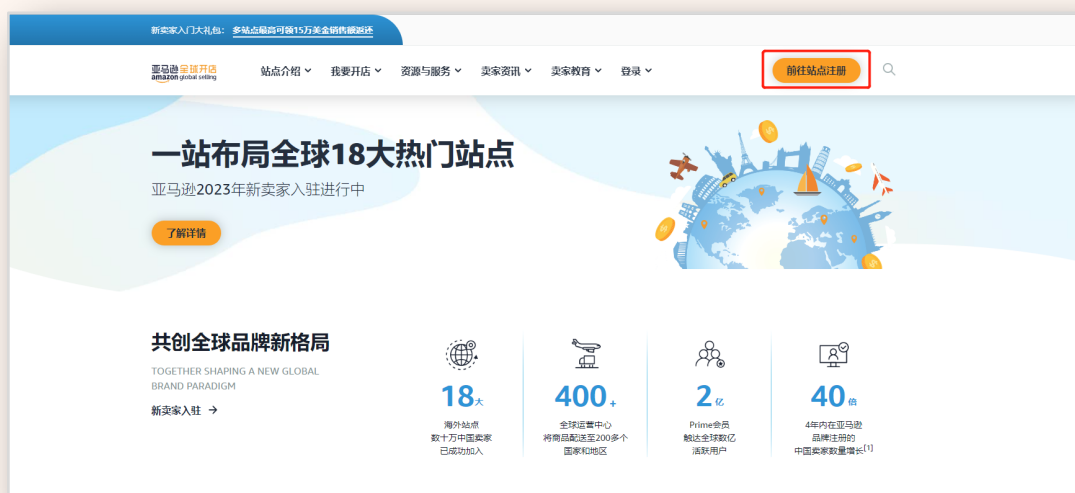 新卖家入门大礼包： 多站点最高可领15万美金销售额返还
亚马逊全球开店
amazon global selling
站点介绍 我要开店 资源与服务 卖家资讯 卖家教育 登录
前往站点注册
一站布局全球18大热门站点
亚马逊2023年新卖家入驻进行中
了解详情
共创全球品牌新格局
TOGETHER SHAPING A NEW GLOBAL
BRAND PARADIGM
新卖家入驻 →
18大
海外站点
数十万中国卖家
已成功加入
400+
全球运营中心
将商品配送至200多个
国家和地区
2亿
Prime会员
触达全球数亿
活跃用户
40倍
4年内在亚马逊
品牌注册的
中国卖家数量增长[1]